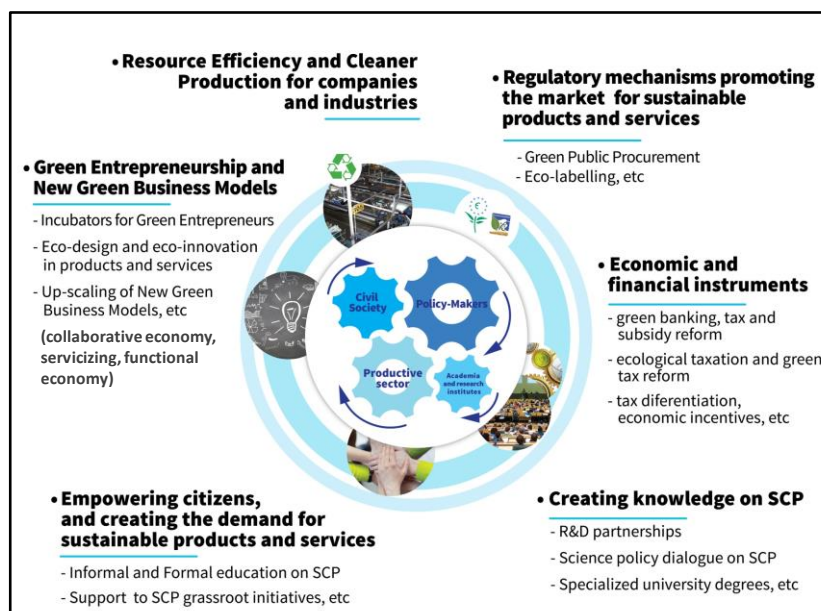 • Resource Efficiency and Cleaner
Production for companies
and industries
• Regulatory mechanisms promoting
the market for sustainable
products and services
- Green Public Procurement
- Eco-labelling, etc
• Green Entrepreneurship and
New Green Business Models
- Incubators for Green Entrepreneurs
- Eco-design and eco-innovation
in products and services
- Up-scaling of New Green
Business Models, etc
(collaborative economy,
servicizing, functional
economy)
Civil
Society
Policy-Makers
Productive
sector
Academia
and research
institutes
• Economic and
financial instruments
- green banking, tax and
subsidy reform
- ecological taxation and green
tax reform
- tax diferentiation,
economic incentives, etc
• Empowering citizens,
and creating the demand for
sustainable products and services
- Informal and Formal education on SCP
- Support to SCP grassroot initiatives, etc
• Creating knowledge on SCP
- R&D partnerships
- Science policy dialogue on SCP
- Specialized university degrees, etc